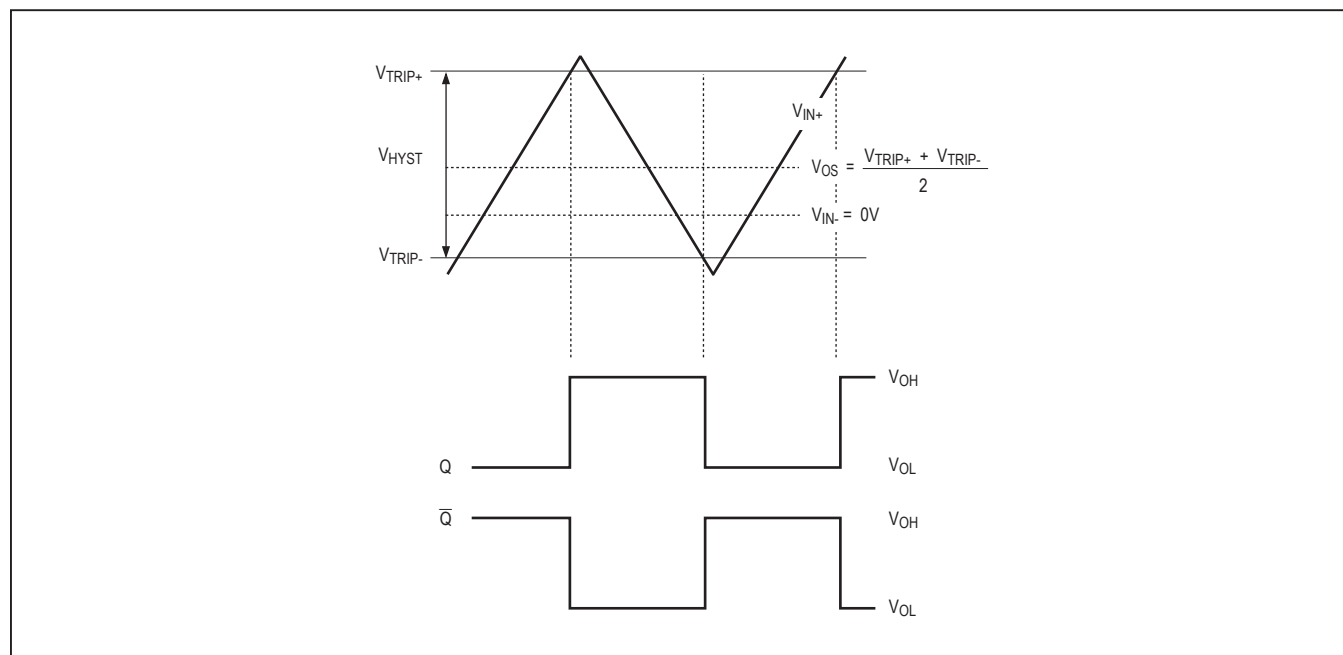 VTRIP+
VIN+
VHYST
VOS = VTRIP+ + VTRIP-
2
VIN- = 0V
VTRIP-
VOH
Q
VOL
Q̅
VOH
VOL